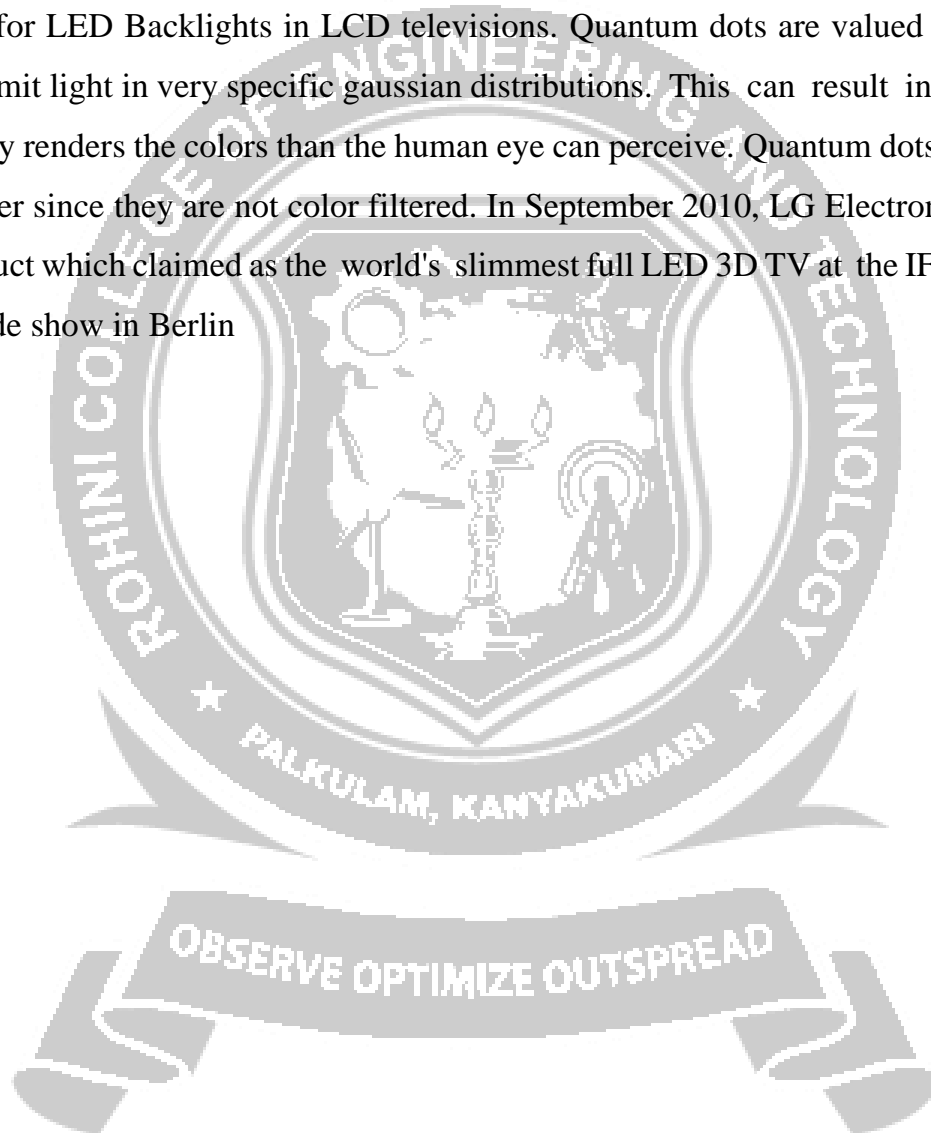 for LED Backlights in LCD televisions. Quantum dots are valued
mit light in very specific gaussian distributions. This can result in
y renders the colors than the human eye can perceive. Quantum dots
er since they are not color filtered. In September 2010, LG Electron
uct which claimed as the world's slimmest full LED 3D TV at the IF
de show in Berlin
ROHINI COLLEGE OF ENGINEERING AND TECHNOLOGY
PALKULAM, KANYAKUMARI
OBSERVE OPTIMIZE OUTSPREAD